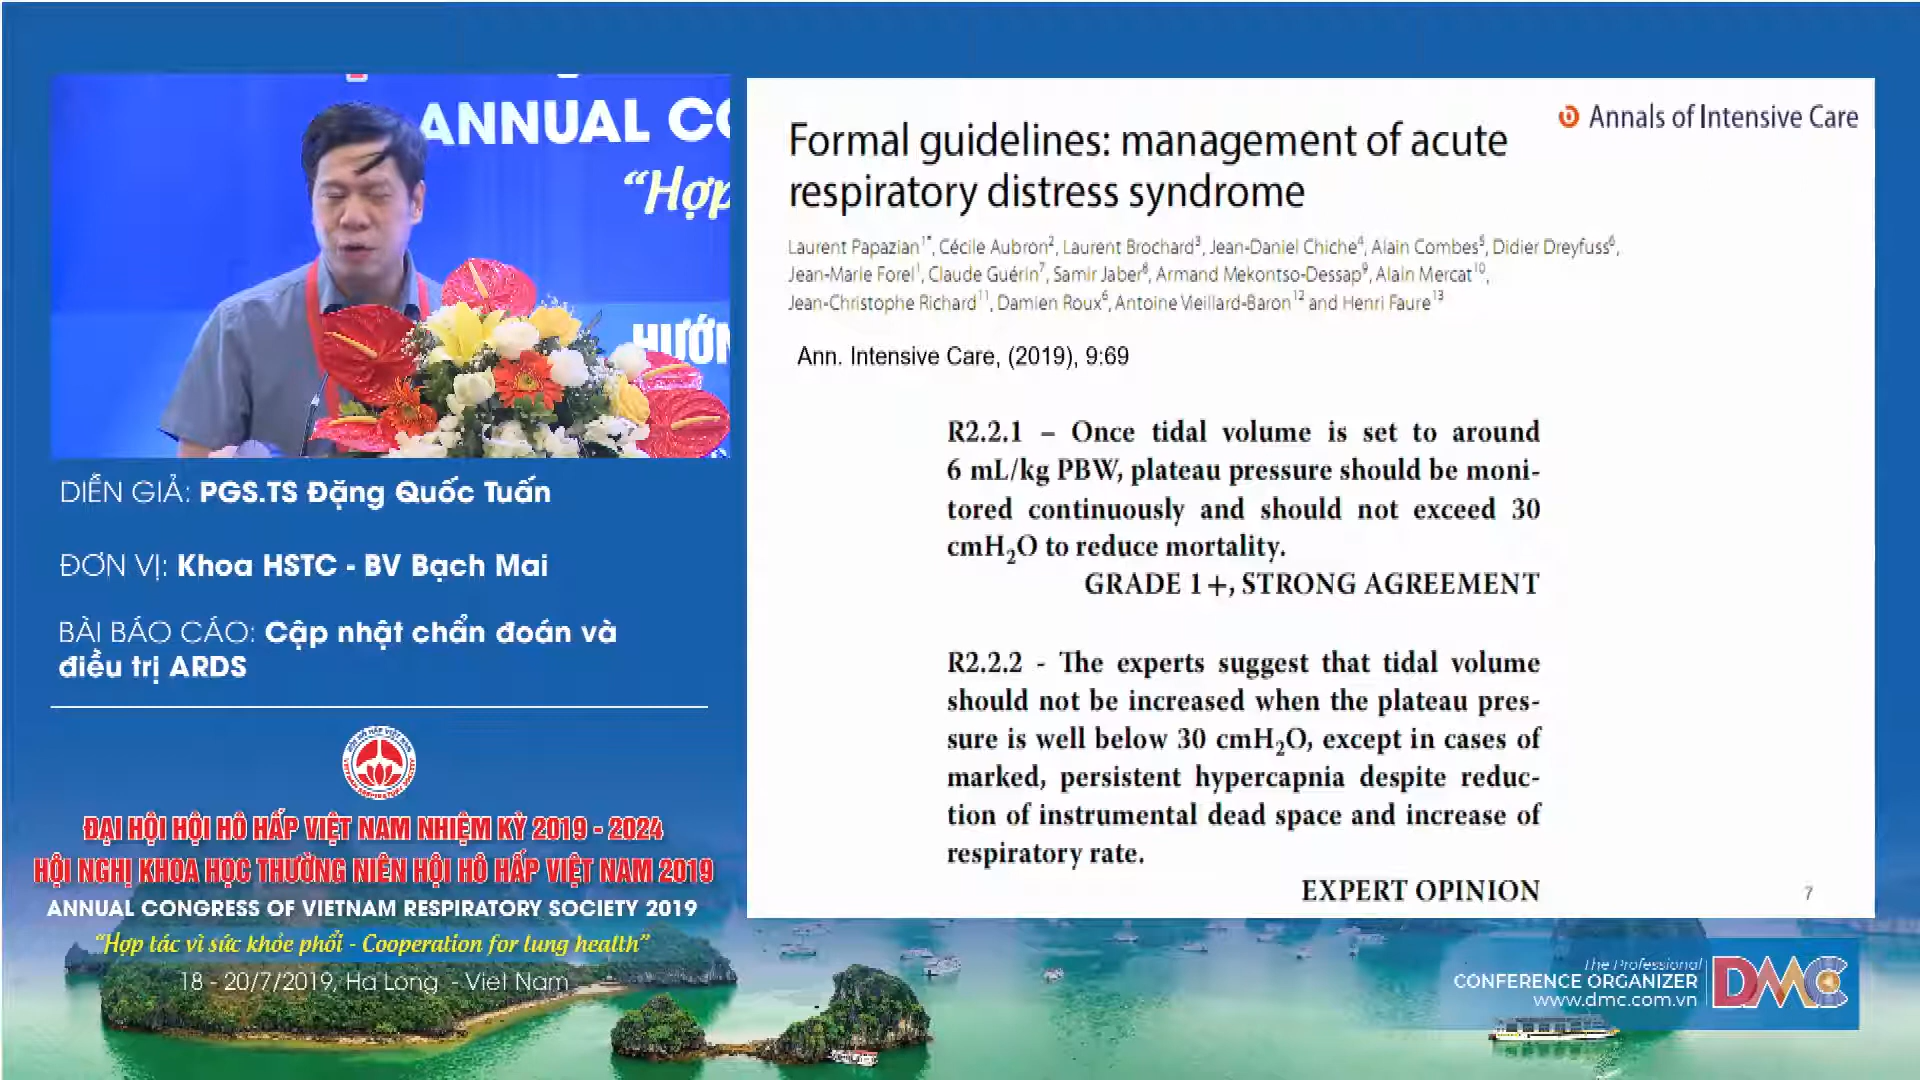 ANNUAL CO
“Hợp
HƯỚN
DIỄN GIẢ: PGS.TS Đặng Quốc Tuấn
ĐƠN VỊ: Khoa HSTC - BV Bạch Mai
BÀI BÁO CÁO: Cập nhật chẩn đoán và
điều trị ARDS
HỘI HÔ HẤP VIỆT NAM
VIETNAM RESPIRATORY SOCIETY
ĐẠI HỘI HỘI HÔ HẤP VIỆT NAM NHIỆM KỲ 2019 - 2024
HỘI NGHỊ KHOA HỌC THƯỜNG NIÊN HỘI HÔ HẤP VIỆT NAM 2019
ANNUAL CONGRESS OF VIETNAM RESPIRATORY SOCIETY 2019
“Hợp tác vì sức khỏe phổi - Cooperation for lung health”
18 - 20/7/2019, Ha Long - Viet Nam
Annals of Intensive Care
Formal guidelines: management of acute
respiratory distress syndrome
Laurent Papazian1*, Cécile Aubron2, Laurent Brochard3, Jean-Daniel Chiche4, Alain Combes5, Didier Dreyfuss6,
Jean-Marie Forel1, Claude Guérin7, Samir Jaber8, Armand Mekontso-Dessap9, Alain Mercat10,
Jean-Christophe Richard11, Damien Roux6, Antoine Vieillard-Baron12 and Henri Faure13
Ann. Intensive Care, (2019), 9:69
R2.2.1 – Once tidal volume is set to around
6 mL/kg PBW, plateau pressure should be moni-
tored continuously and should not exceed 30
cmH2O to reduce mortality.
GRADE 1+, STRONG AGREEMENT
R2.2.2 - The experts suggest that tidal volume
should not be increased when the plateau pres-
sure is well below 30 cmH2O, except in cases of
marked, persistent hypercapnia despite reduc-
tion of instrumental dead space and increase of
respiratory rate.
EXPERT OPINION
7
The Professional
CONFERENCE ORGANIZER
www.dmc.com.vn
DMC